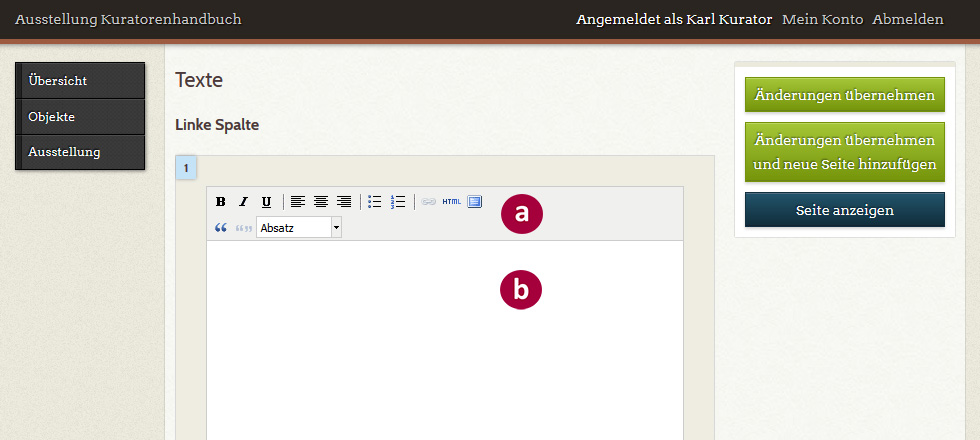 Ausstellung Kuratorenhandbuch
Angemeldet als Karl Kurator Mein Konto Abmelden
Übersicht
Objekte
Ausstellung
Texte
Linke Spalte
1
B I U HTML
Absatz
a
b
Änderungen übernehmen
Änderungen übernehmen
und neue Seite hinzufügen
Seite anzeigen